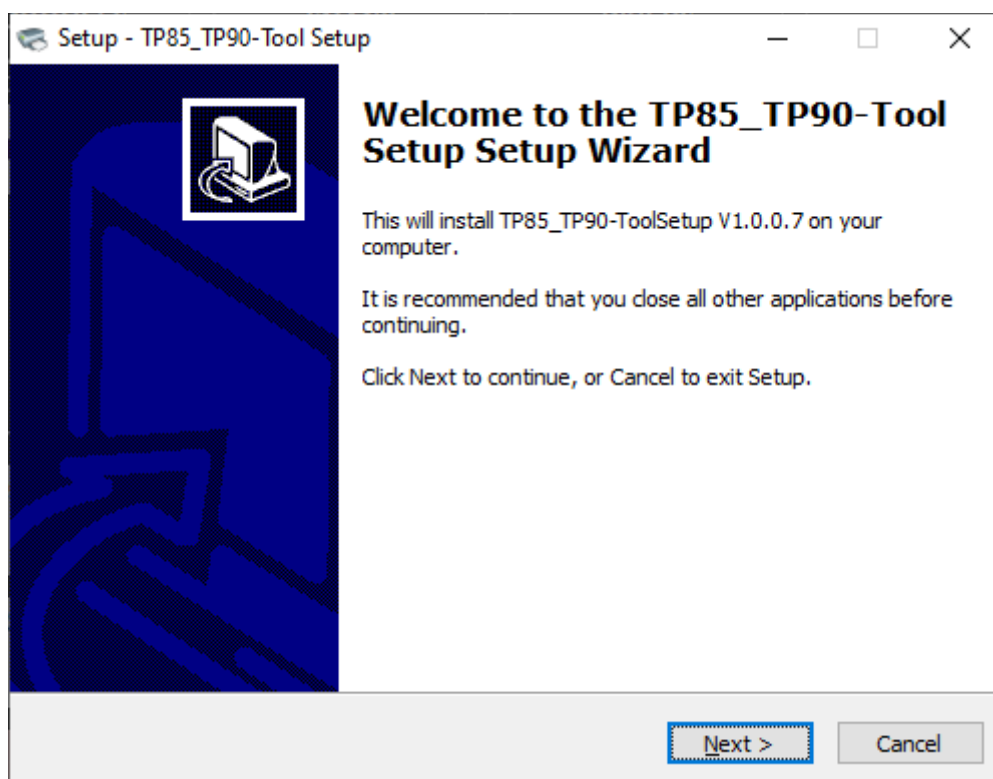 Setup - TP85_TP90-Tool Setup
Welcome to the TP85_TP90-Tool
Setup Setup Wizard
This will install TP85_TP90-ToolSetup V1.0.0.7 on your
computer.
It is recommended that you close all other applications before
continuing.
Click Next to continue, or Cancel to exit Setup.
Next >
Cancel